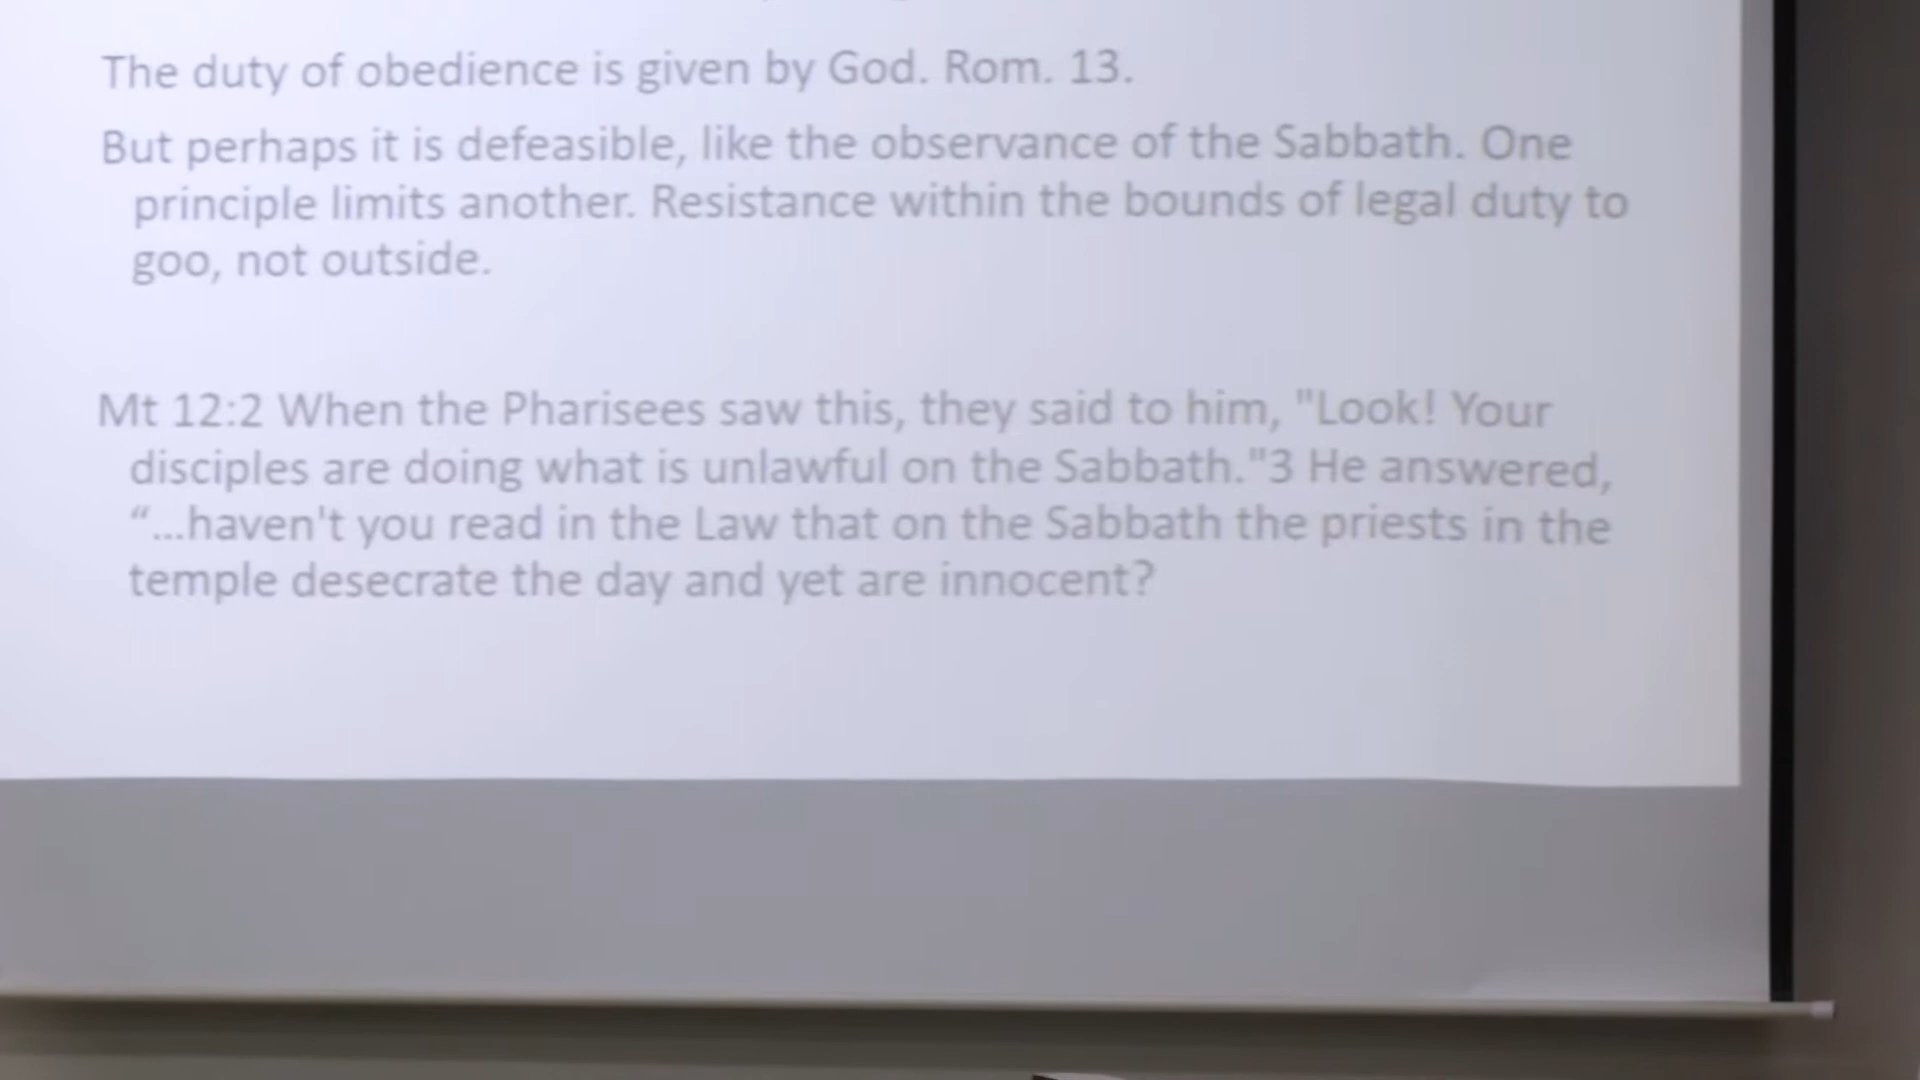 The duty of obedience is given by God. Rom. 13.
But perhaps it is defeasible, like the observance of the Sabbath. One
principle limits another. Resistance within the bounds of legal duty to
goo, not outside.
Mt 12:2 When the Pharisees saw this, they said to him, "Look! Your
disciples are doing what is unlawful on the Sabbath."3 He answered,
“...haven't you read in the Law that on the Sabbath the priests in the
temple desecrate the day and yet are innocent?